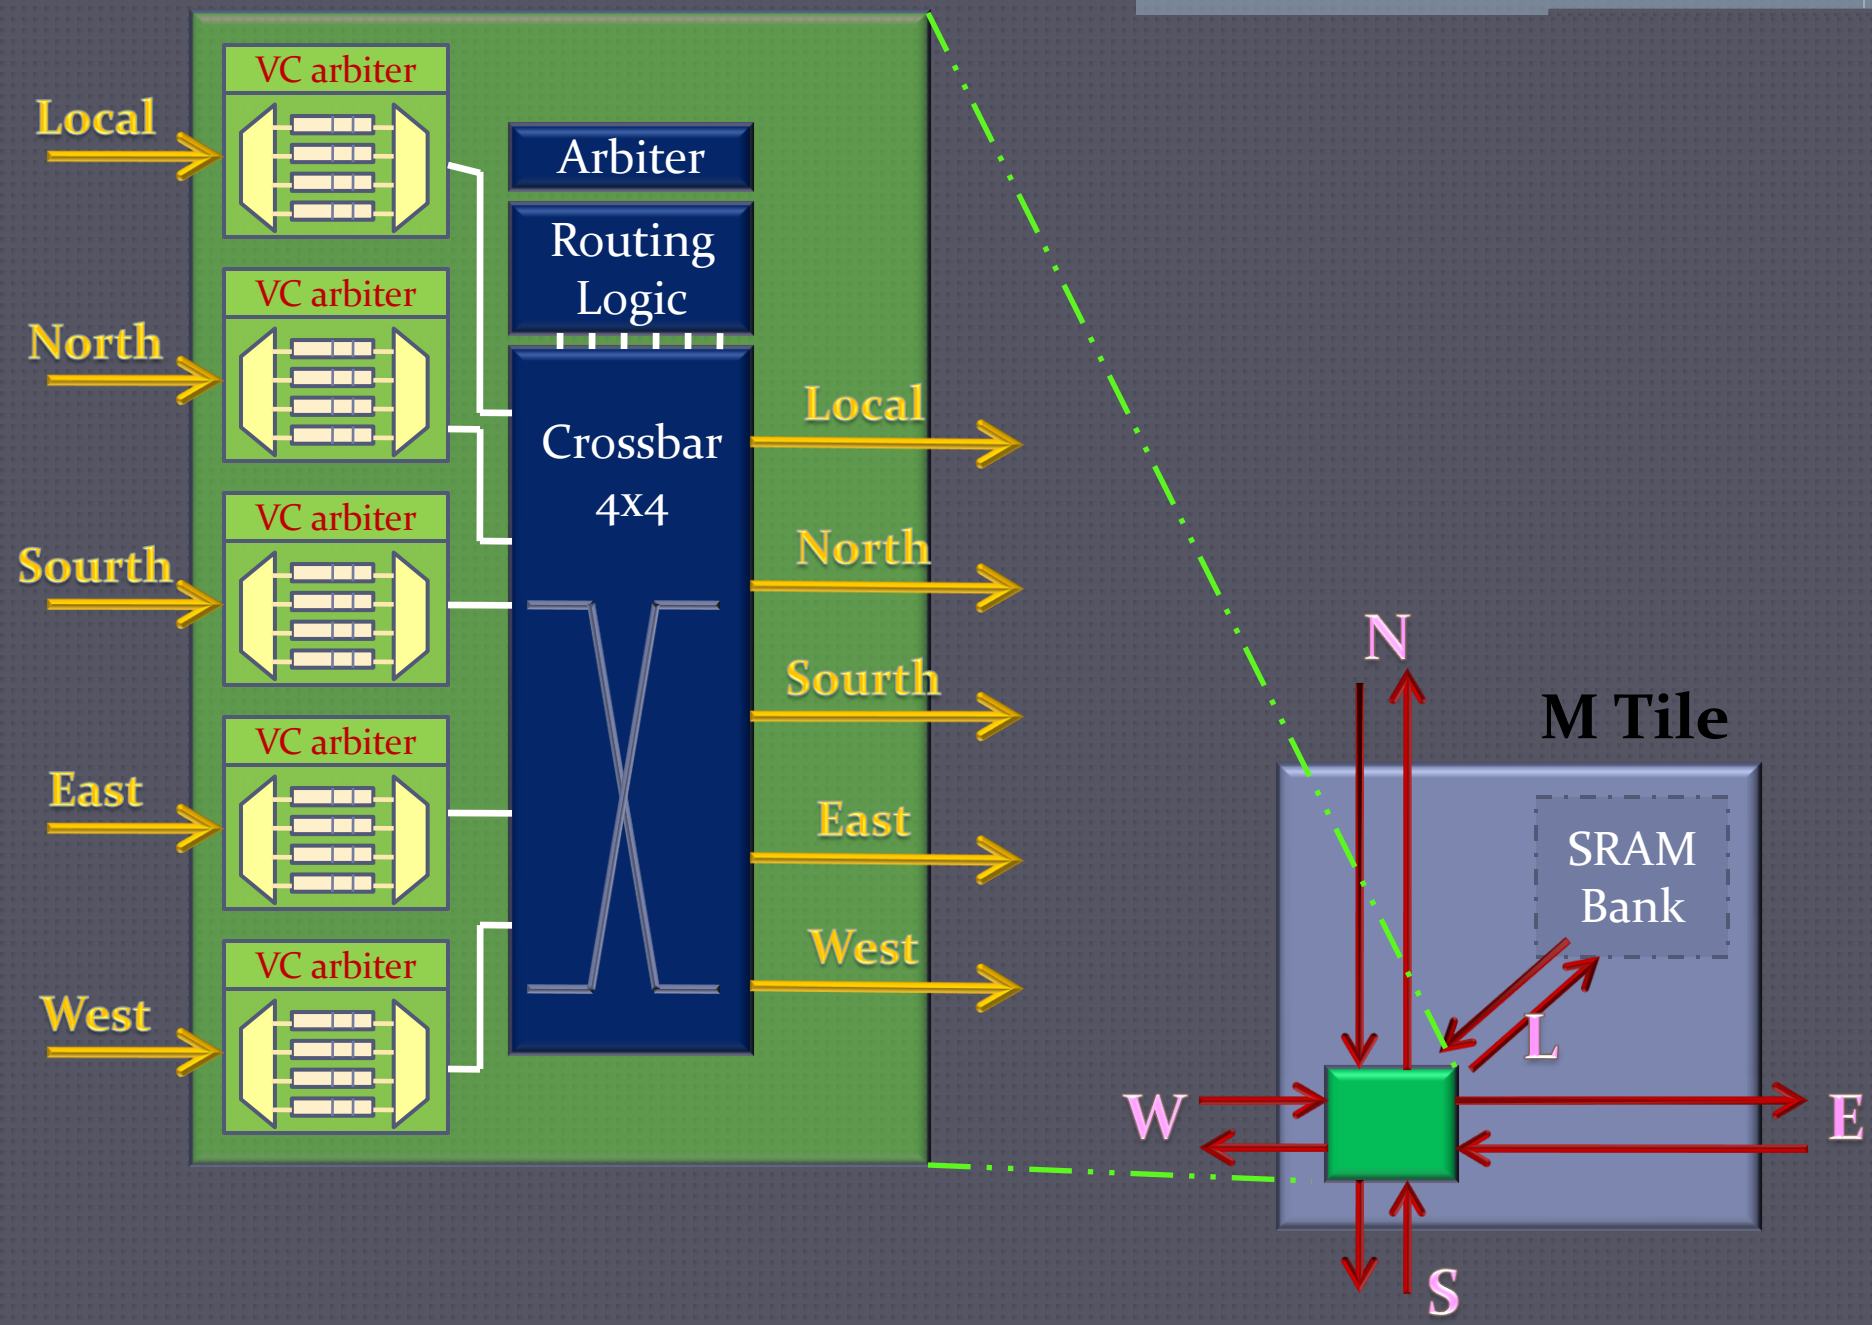 VC arbiter
Local
Arbiter
Routing
Logic
VC arbiter
North
Crossbar
4x4
Local
VC arbiter
Sourth
North
Sourth
VC arbiter
East
East
VC arbiter
West
West
N
M Tile
SRAM
Bank
L
W
E
S